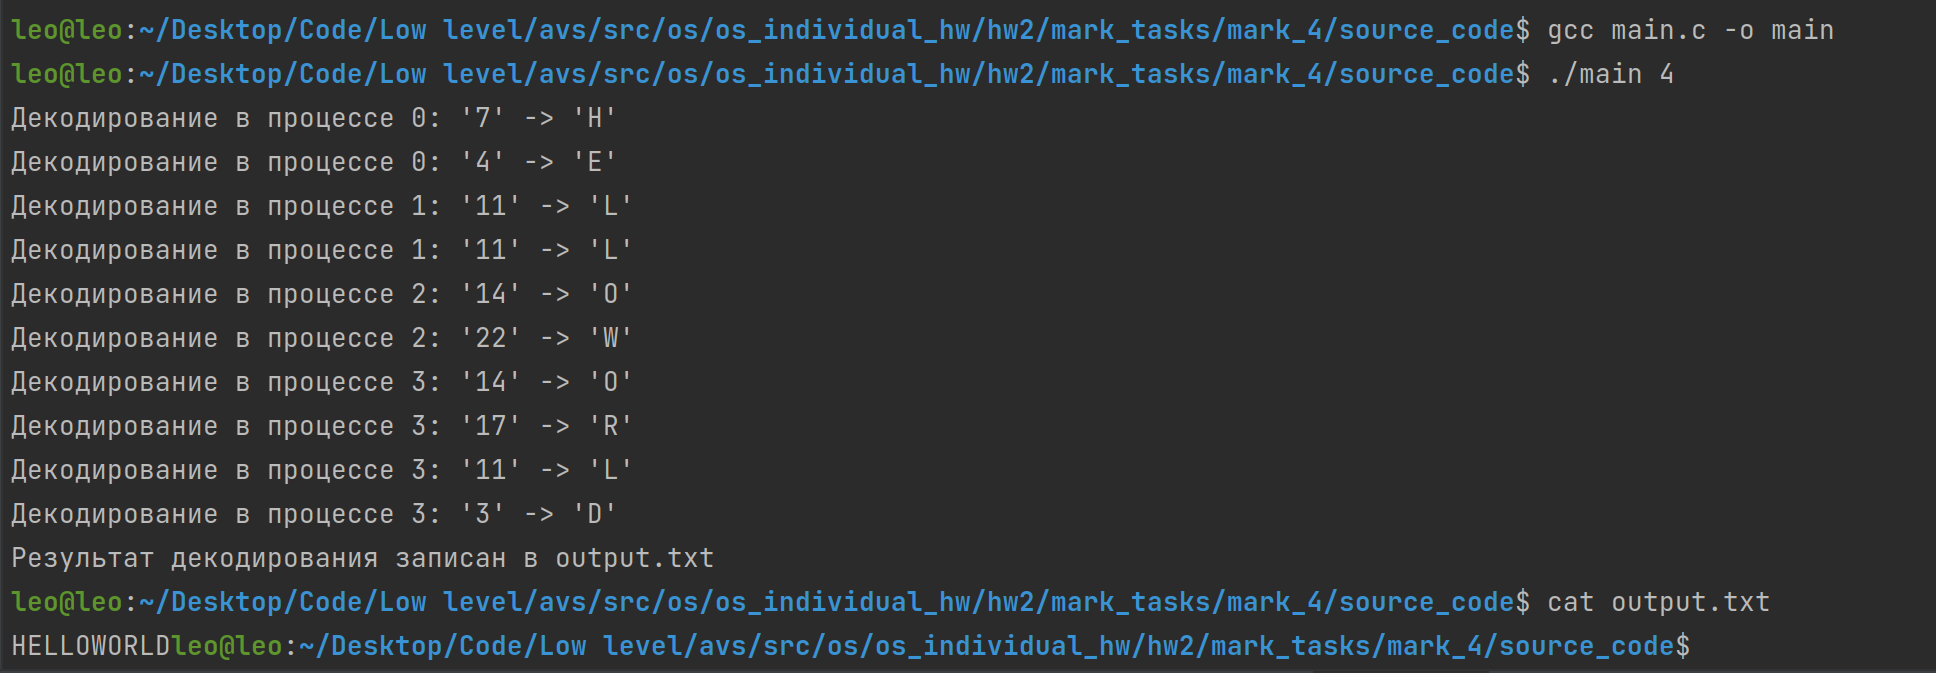 leo@leo:~/Desktop/Code/Low level/avs/src/os/os_individual_hw/hw2/mark_tasks/mark_4/source_code$ gcc main.c -o main
leo@leo:~/Desktop/Code/Low level/avs/src/os/os_individual_hw/hw2/mark_tasks/mark_4/source_code$ ./main 4
Декодирование в процессе 0: '7' -> 'H'
Декодирование в процессе 0: '4' -> 'E'
Декодирование в процессе 1: '11' -> 'L'
Декодирование в процессе 1: '11' -> 'L'
Декодирование в процессе 2: '14' -> 'O'
Декодирование в процессе 2: '22' -> 'W'
Декодирование в процессе 3: '14' -> 'O'
Декодирование в процессе 3: '17' -> 'R'
Декодирование в процессе 3: '11' -> 'L'
Декодирование в процессе 3: '3' -> 'D'
Результат декодирования записан в output.txt
leo@leo:~/Desktop/Code/Low level/avs/src/os/os_individual_hw/hw2/mark_tasks/mark_4/source_code$ cat output.txt
HELLOWORLDleo@leo:~/Desktop/Code/Low level/avs/src/os/os_individual_hw/hw2/mark_tasks/mark_4/source_code$